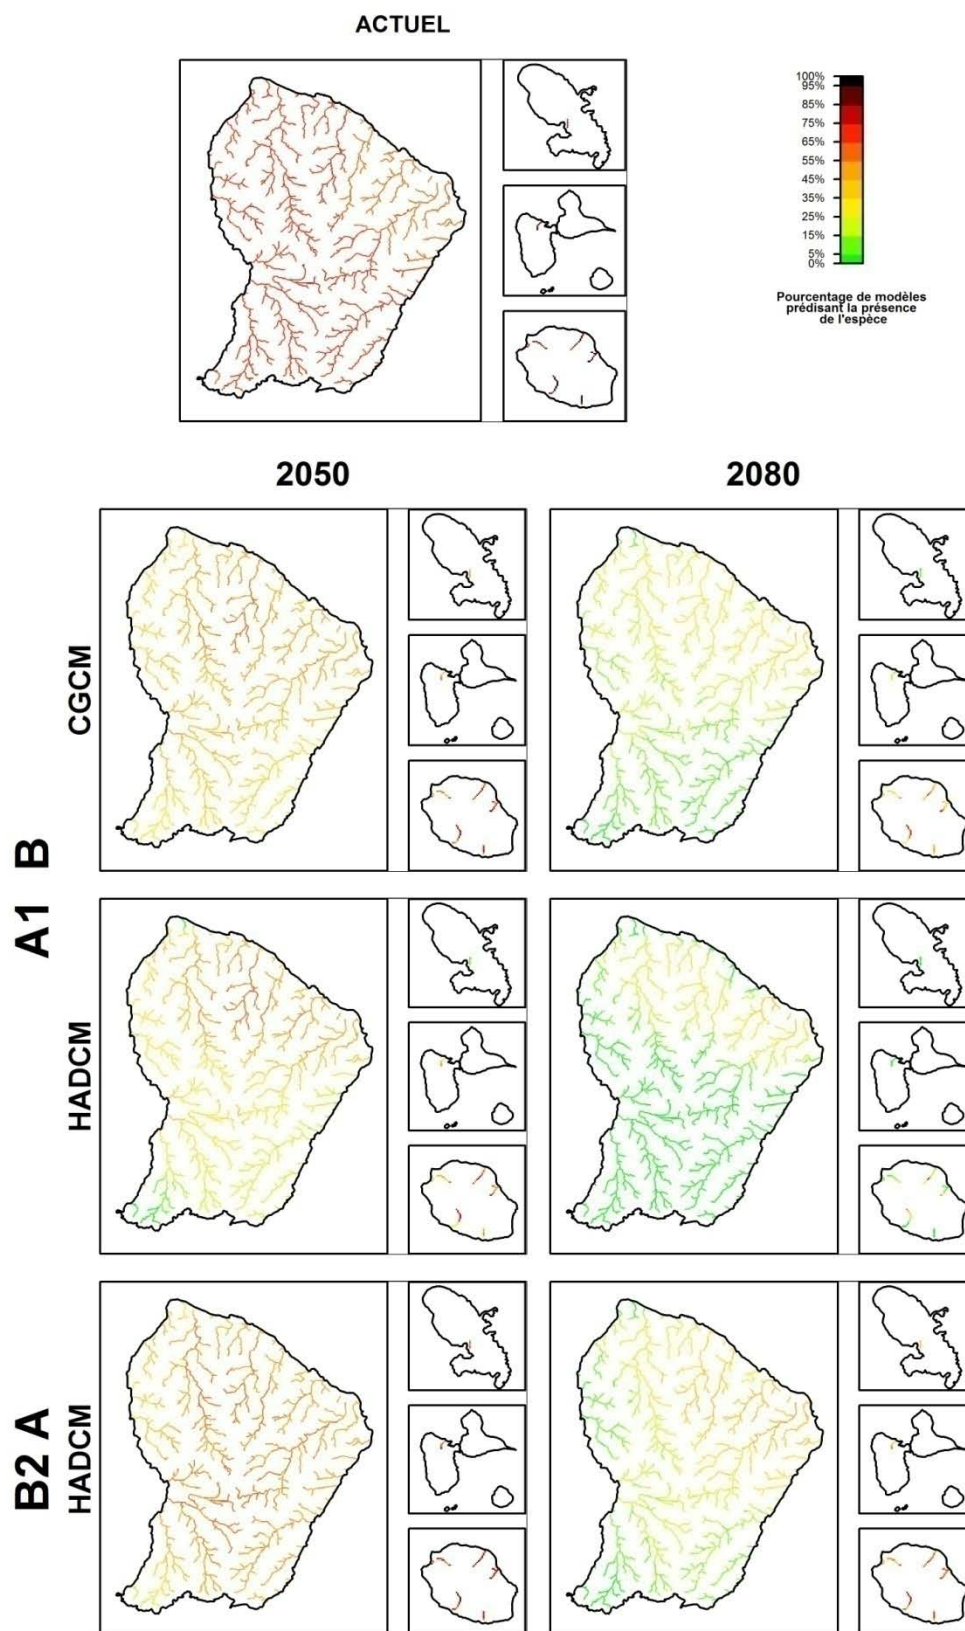 ACTUEL
100%
95%
85%
75%
65%
55%
45%
35%
25%
15%
5%
0%
Pourcentage de modèles
prédisant la présence
de l'espèce
2050
2080
CGCM
A1 B
HADCM
HADCM
B2 A